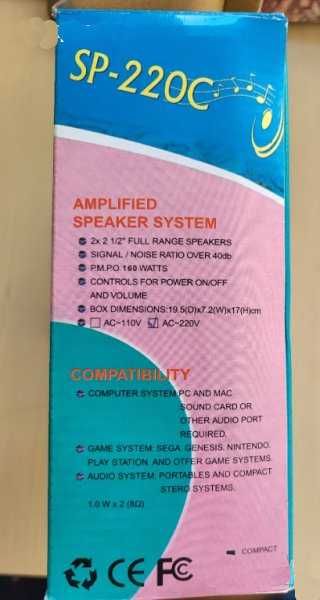 SP-220C
AMPLIFIED
SPEAKER SYSTEM
2x 2 1/2" FULL RANGE SPEAKERS
SIGNAL / NOISE RATIO OVER 40db
P.M.P.O. 160 WATTS
CONTROLS FOR POWER ON/OFF
AND VOLUME
BOX DIMENSIONS:19.5(D)x7.2(W)x17(H)cm
AC~110V AC~220V
COMPATIBILITY
COMPUTER SYSTEM PC AND MAC
SOUND CARD OR
OTHER AUDIO PORT
REQUIRED.
GAME SYSTEM: SEGA, GENESIS, NINTENDO,
PLAY STATION, AND OTFER GAME SYSTEMS.
AUDIO SYSTEM: PORTABLES AND COMPACT
STERO SYSTEMS.
1.0 W x 2 (8Ω)
COMPACT
CE FC